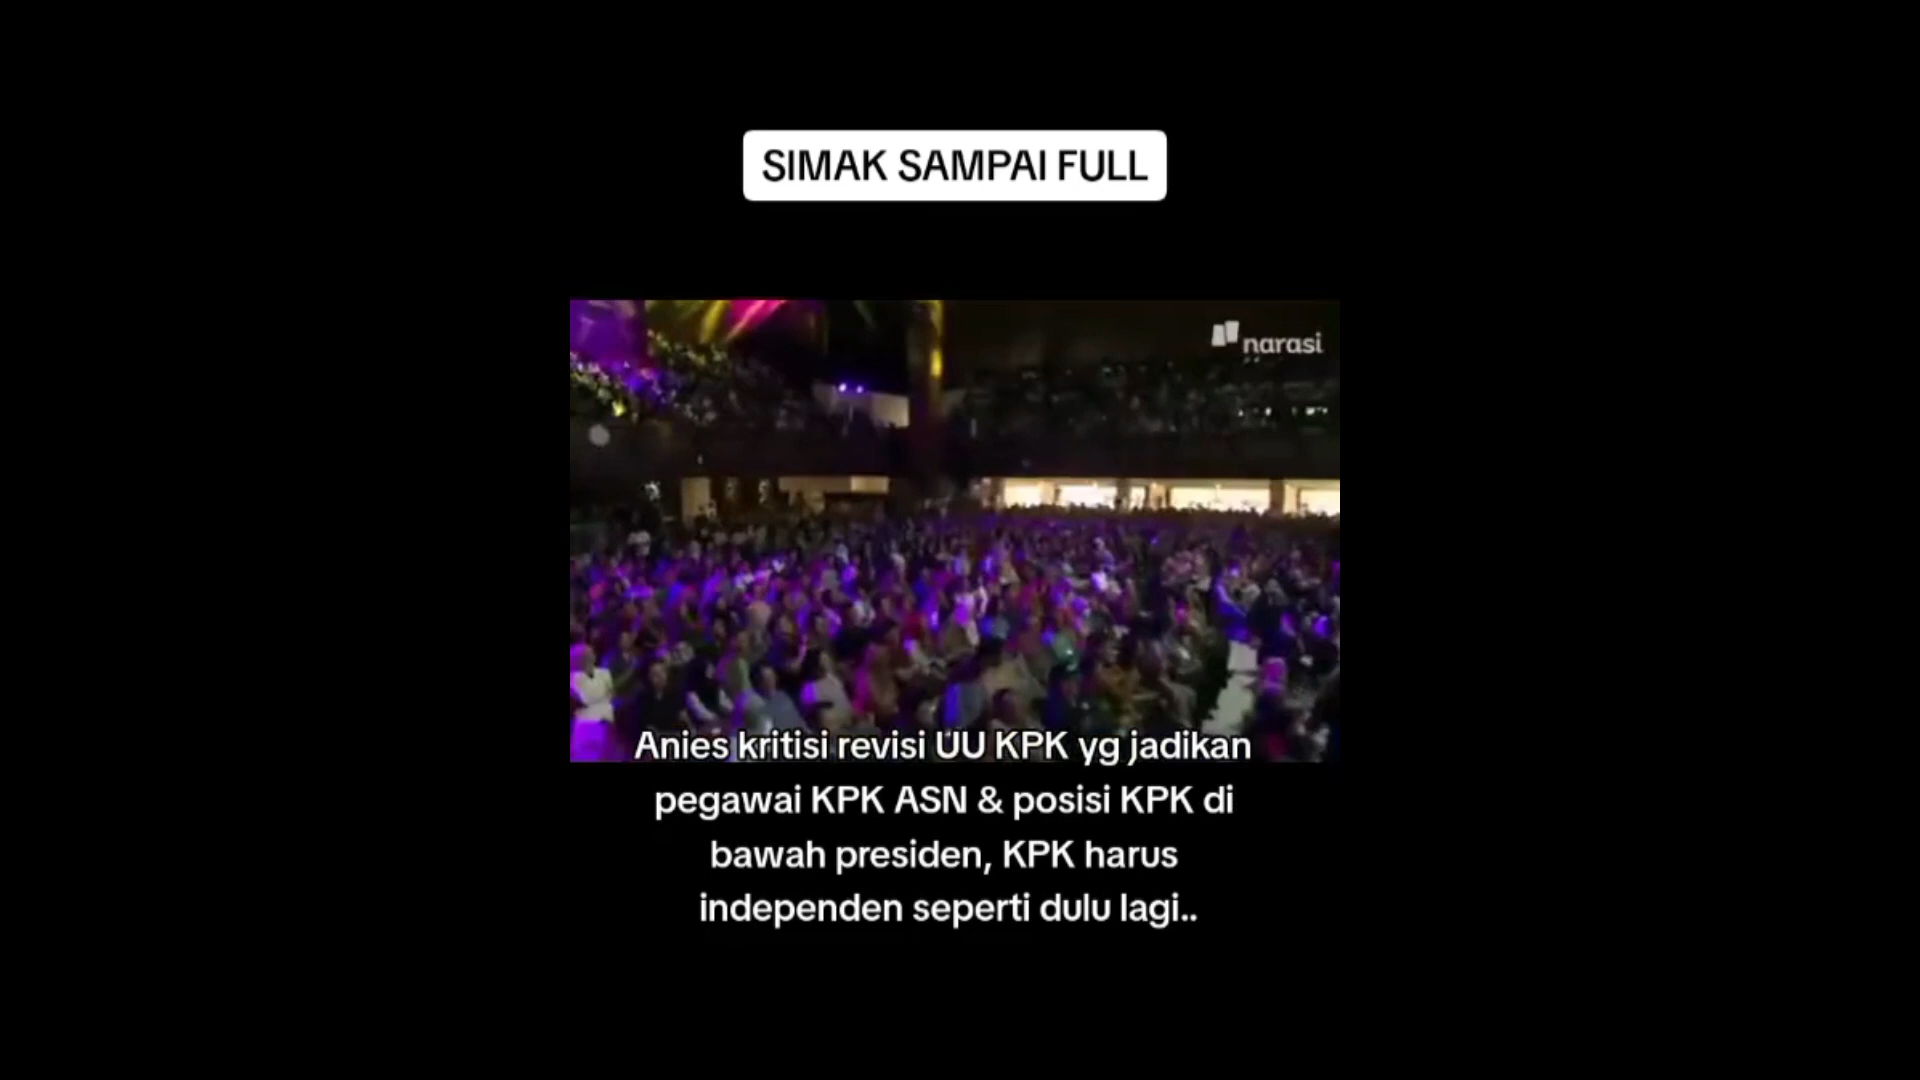 SIMAK SAMPAI FULL
narasi
Anies kritisi revisi UU KPK yg jadikan
pegawai KPK ASN & posisi KPK di
bawah presiden, KPK harus
independen seperti dulu lagi..